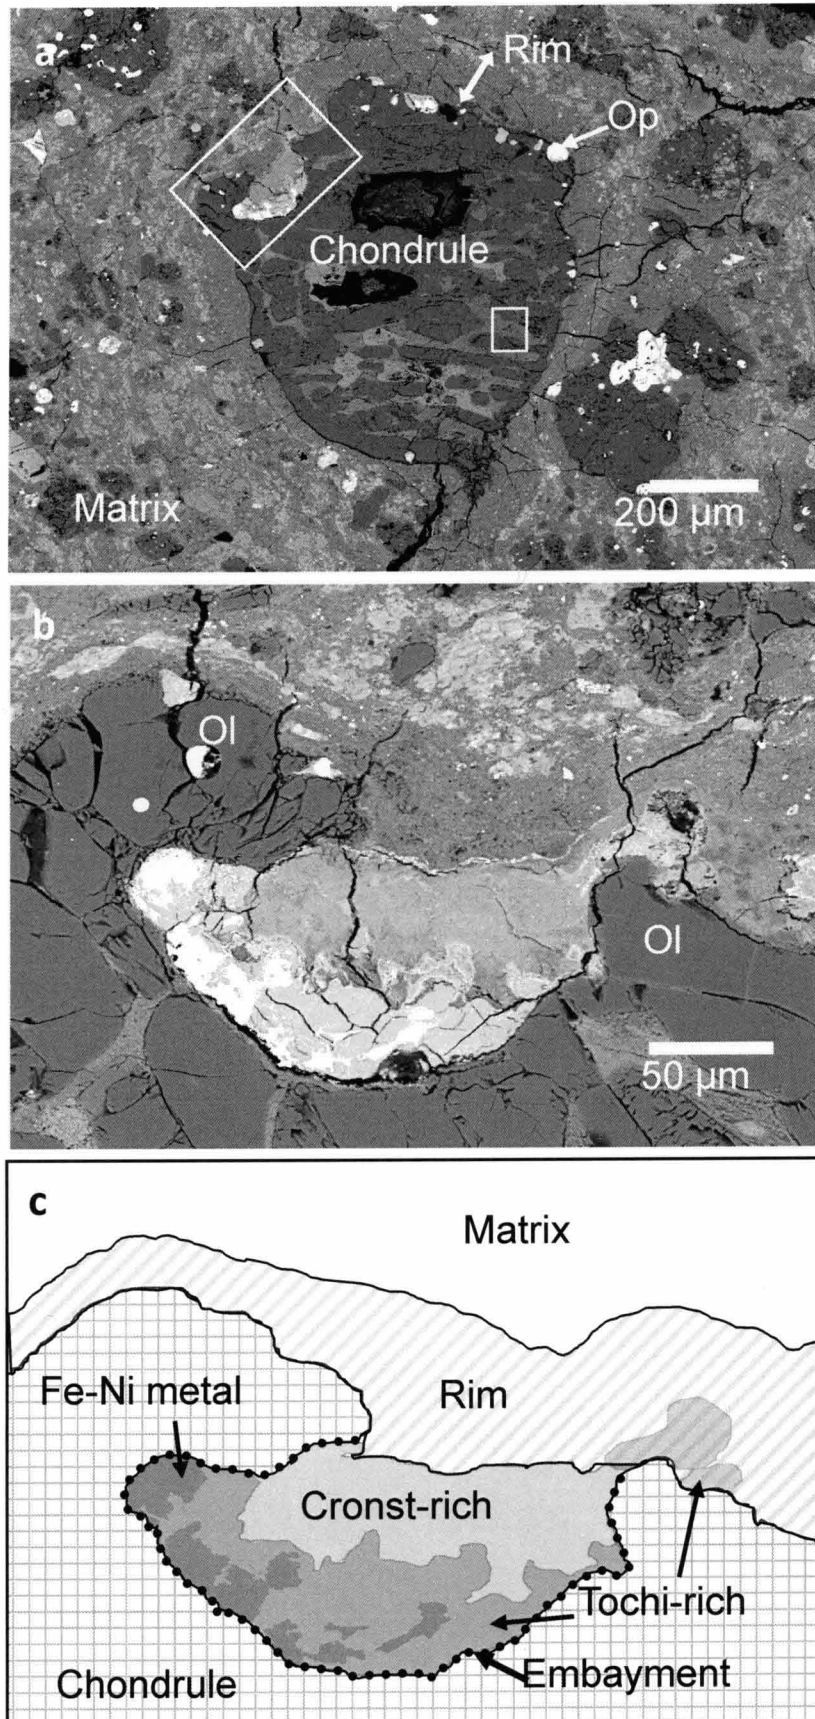 a
Rim
Op
Chondrule
Matrix
200 µm
b
Ol
Ol
50 µm
c
Matrix
Fe-Ni metal
Rim
Cronst-rich
Tochi-rich
Embayment
Chondrule